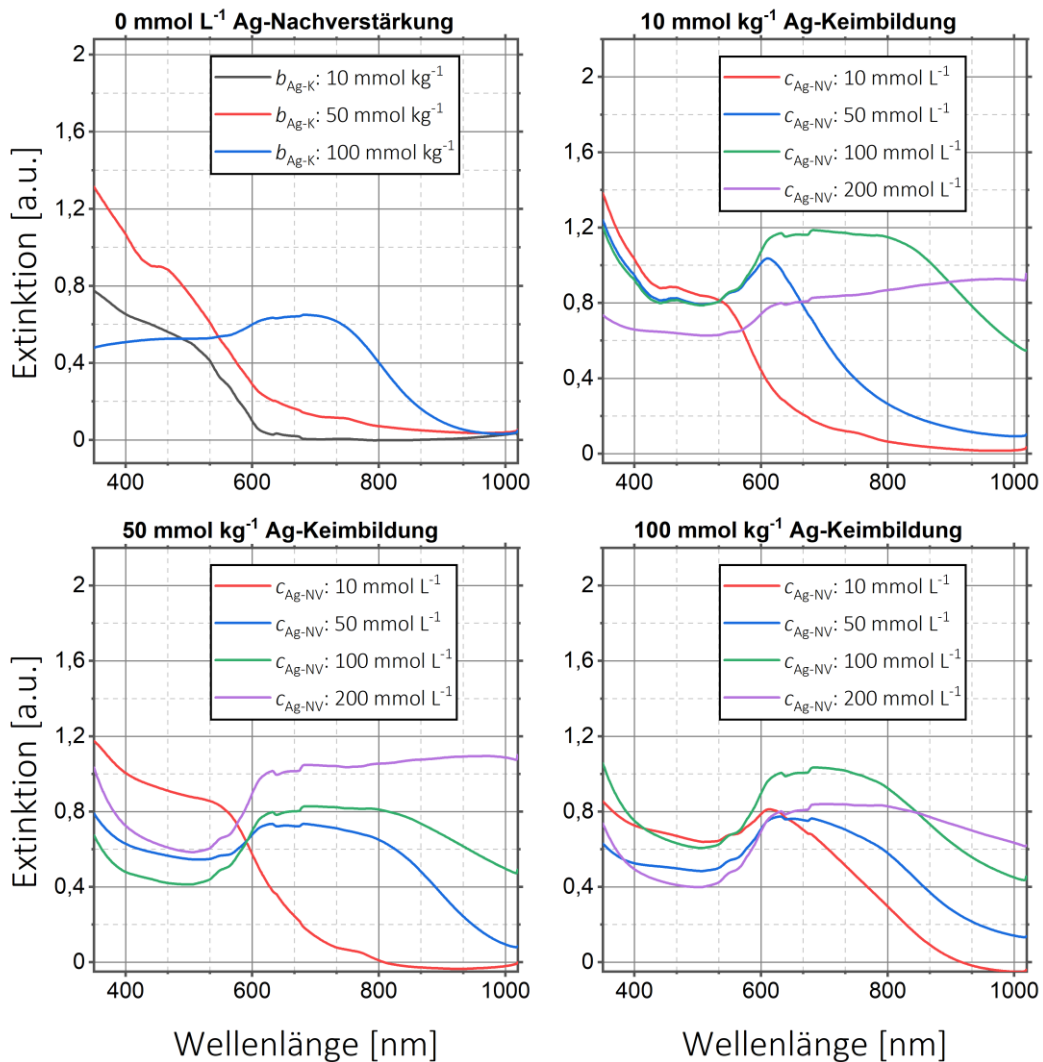 0 mmol L⁻¹ Ag-Nachverstärkung
b_Ag-K: 10 mmol kg⁻¹
b_Ag-K: 50 mmol kg⁻¹
b_Ag-K: 100 mmol kg⁻¹
2
1,6
1,2
0,8
0,4
0
400 600 800 1000
Extinktion [a.u.]
10 mmol kg⁻¹ Ag-Keimbildung
c_Ag-NV: 10 mmol L⁻¹
c_Ag-NV: 50 mmol L⁻¹
c_Ag-NV: 100 mmol L⁻¹
c_Ag-NV: 200 mmol L⁻¹
2
1,6
1,2
0,8
0,4
0
400 600 800 1000
50 mmol kg⁻¹ Ag-Keimbildung
c_Ag-NV: 10 mmol L⁻¹
c_Ag-NV: 50 mmol L⁻¹
c_Ag-NV: 100 mmol L⁻¹
c_Ag-NV: 200 mmol L⁻¹
2
1,6
1,2
0,8
0,4
0
400 600 800 1000
Extinktion [a.u.]
Wellenlänge [nm]
100 mmol kg⁻¹ Ag-Keimbildung
c_Ag-NV: 10 mmol L⁻¹
c_Ag-NV: 50 mmol L⁻¹
c_Ag-NV: 100 mmol L⁻¹
c_Ag-NV: 200 mmol L⁻¹
2
1,6
1,2
0,8
0,4
0
400 600 800 1000
Wellenlänge [nm]